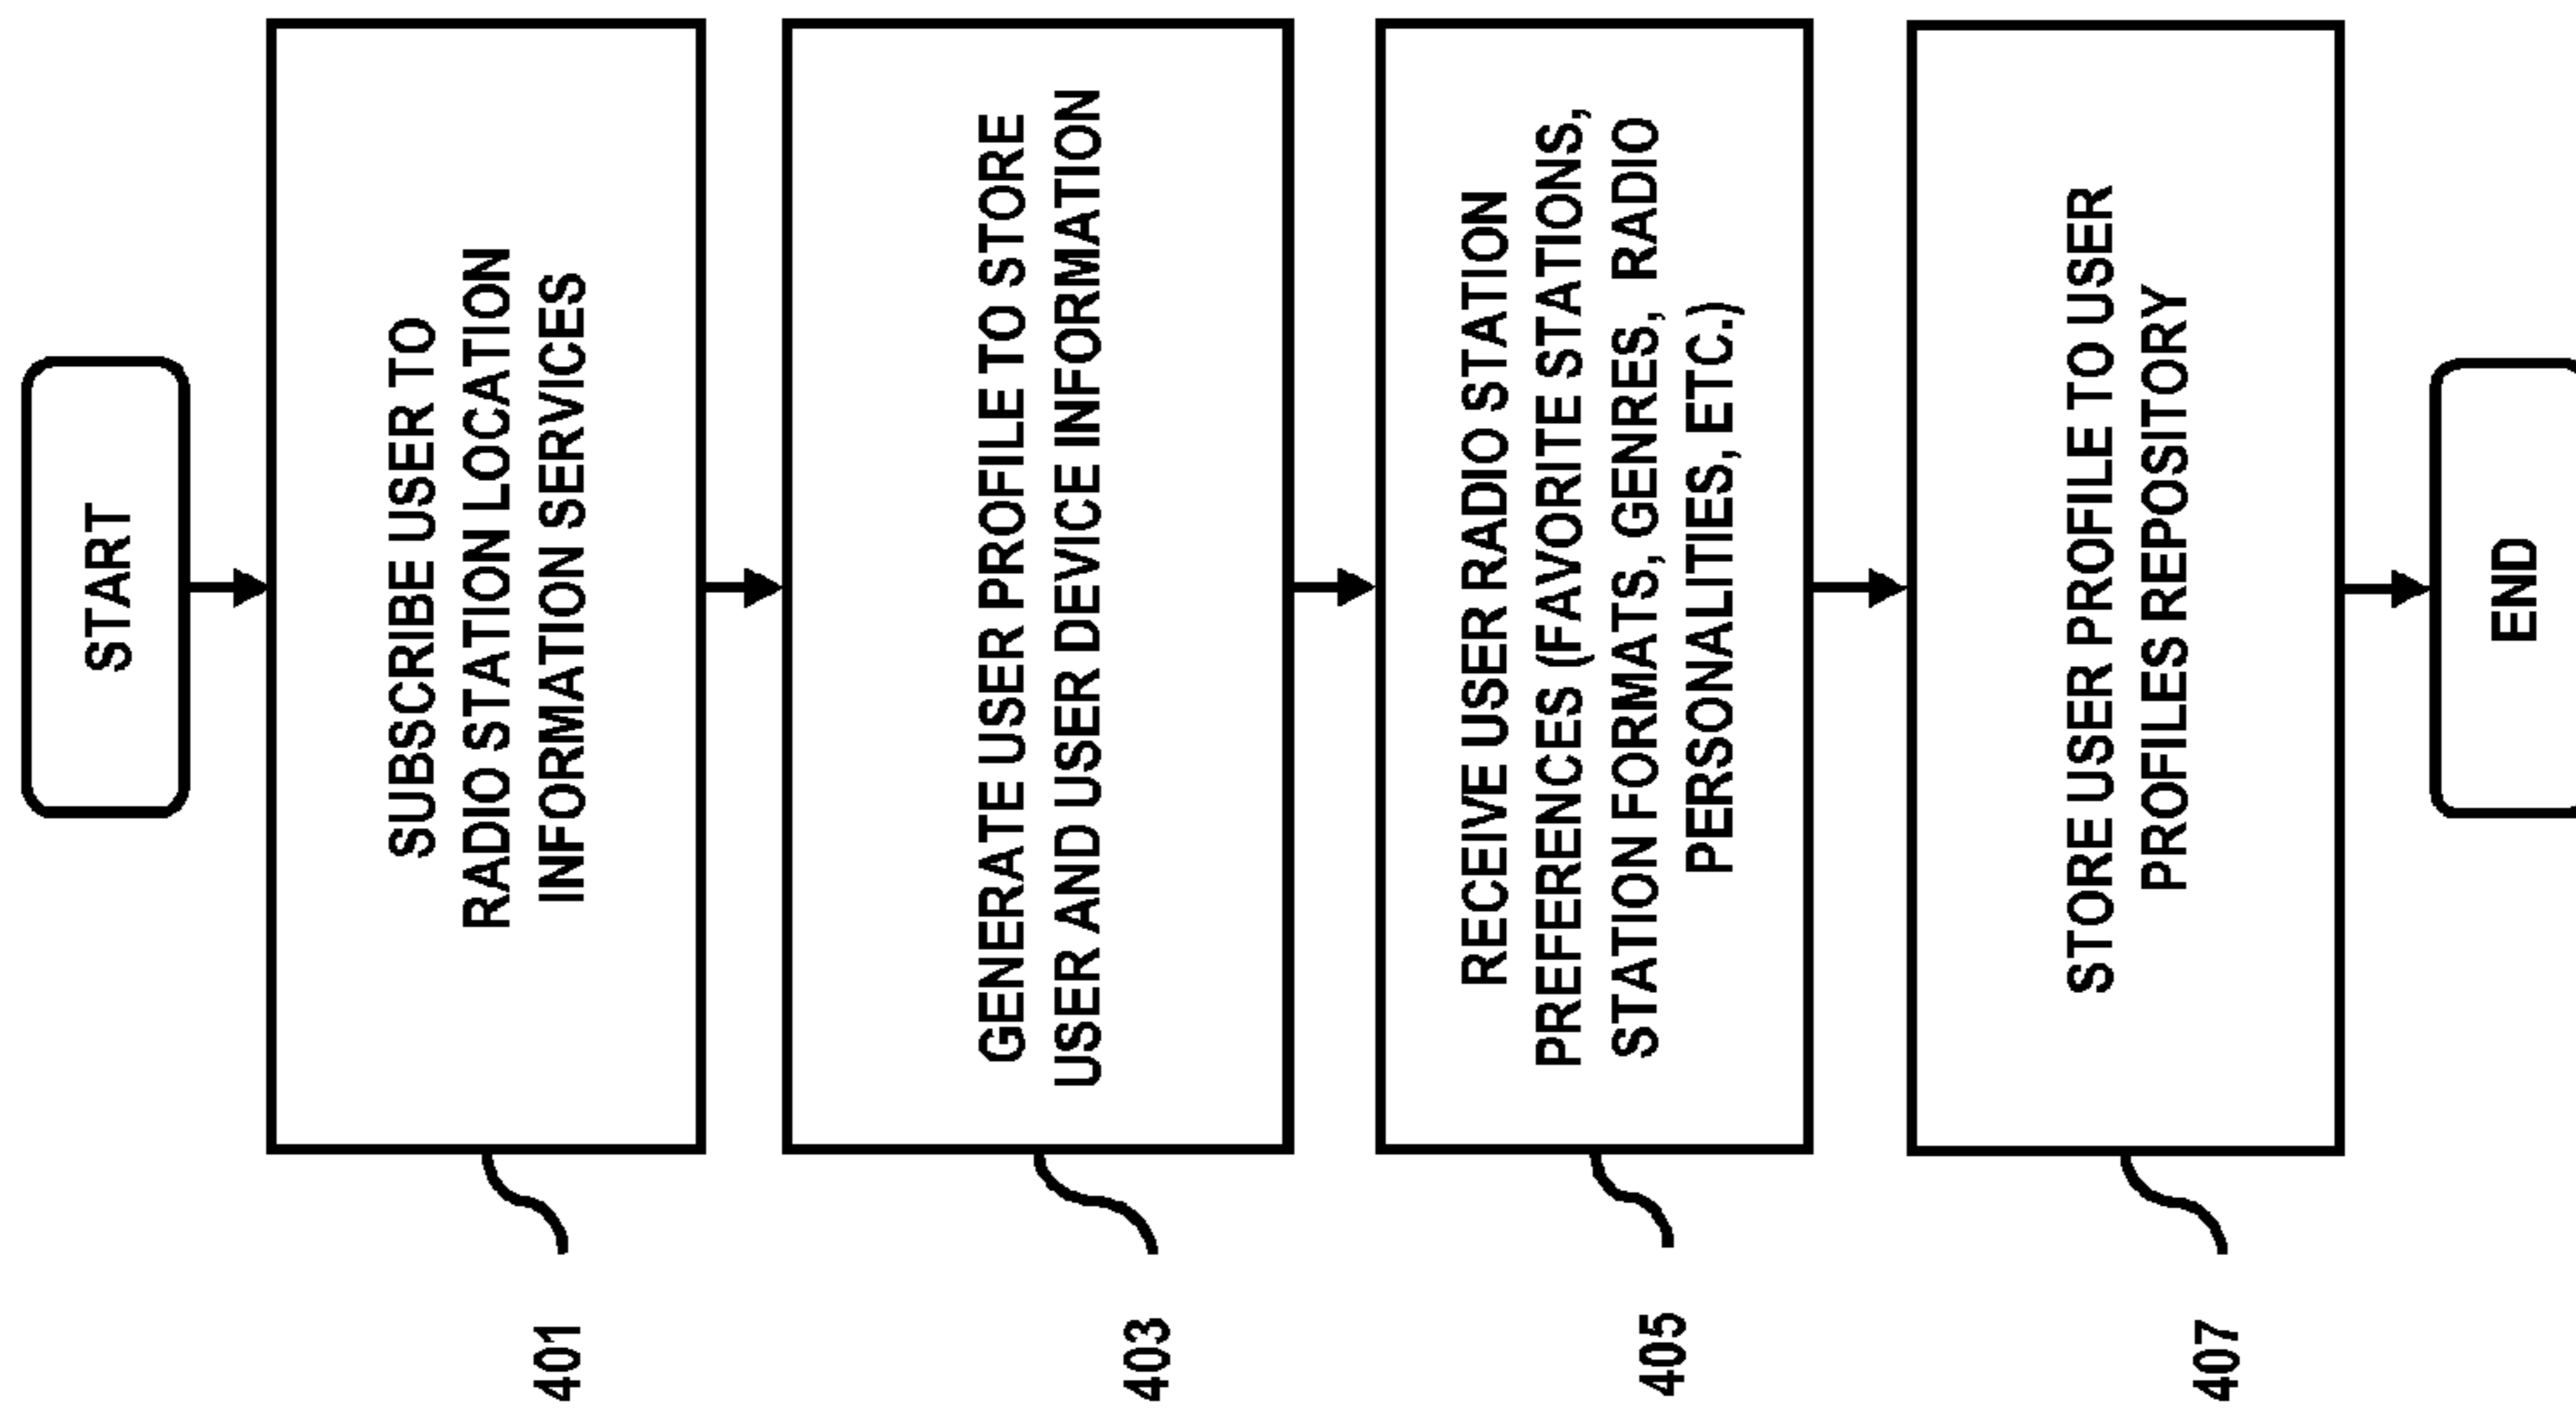 START
SUBSCRIBE USER TO
RADIO STATION LOCATION
INFORMATION SERVICES
401
GENERATE USER PROFILE TO STORE
USER AND USER DEVICE INFORMATION
403
RECEIVE USER RADIO STATION
PREFERENCES (FAVORITE STATIONS,
STATION FORMATS, GENRES, RADIO
PERSONALITIES, ETC.)
405
STORE USER PROFILE TO USER
PROFILES REPOSITORY
407
END